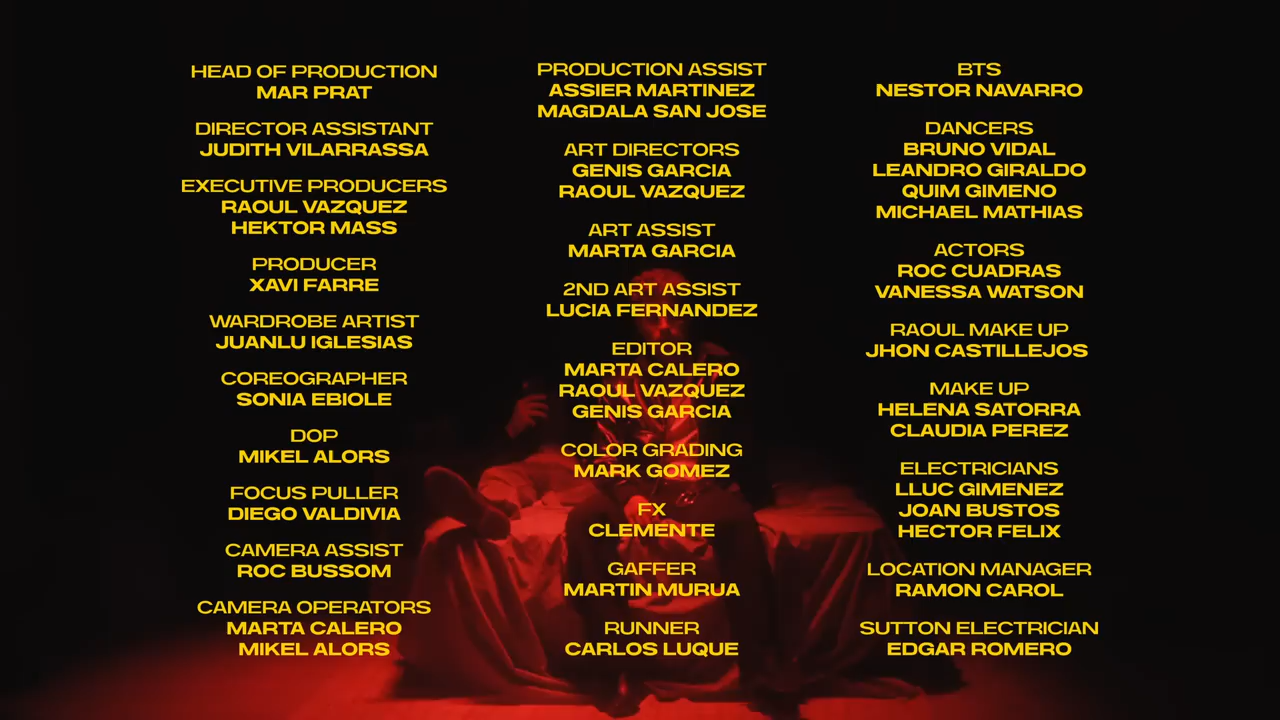 HEAD OF PRODUCTION
MAR PRAT
DIRECTOR ASSISTANT
JUDITH VILARRASSA
EXECUTIVE PRODUCERS
RAOUL VAZQUEZ
HEKTOR MASS
PRODUCER
XAVI FARRE
WARDROBE ARTIST
JUANLU IGLESIAS
COREOGRAPHER
SONIA EBIOLE
DOP
MIKEL ALORS
FOCUS PULLER
DIEGO VALDIVIA
CAMERA ASSIST
ROC BUSSOM
CAMERA OPERATORS
MARTA CALERO
MIKEL ALORS
PRODUCTION ASSIST
ASSIER MARTINEZ
MAGDALA SAN JOSE
ART DIRECTORS
GENIS GARCIA
RAOUL VAZQUEZ
ART ASSIST
MARTA GARCIA
2ND ART ASSIST
LUCIA FERNANDEZ
EDITOR
MARTA CALERO
RAOUL VAZQUEZ
GENIS GARCIA
COLOR GRADING
MARK GOMEZ
FX
CLEMENTE
GAFFER
MARTIN MURUA
RUNNER
CARLOS LUQUE
BTS
NESTOR NAVARRO
DANCERS
BRUNO VIDAL
LEANDRO GIRALDO
QUIM GIMENO
MICHAEL MATHIAS
ACTORS
ROC CUADRAS
VANESSA WATSON
RAOUL MAKE UP
JHON CASTILLEJOS
MAKE UP
HELENA SATORRA
CLAUDIA PEREZ
ELECTRICIANS
LLUC GIMENEZ
JOAN BUSTOS
HECTOR FELIX
LOCATION MANAGER
RAMON CAROL
SUTTON ELECTRICIAN
EDGAR ROMERO